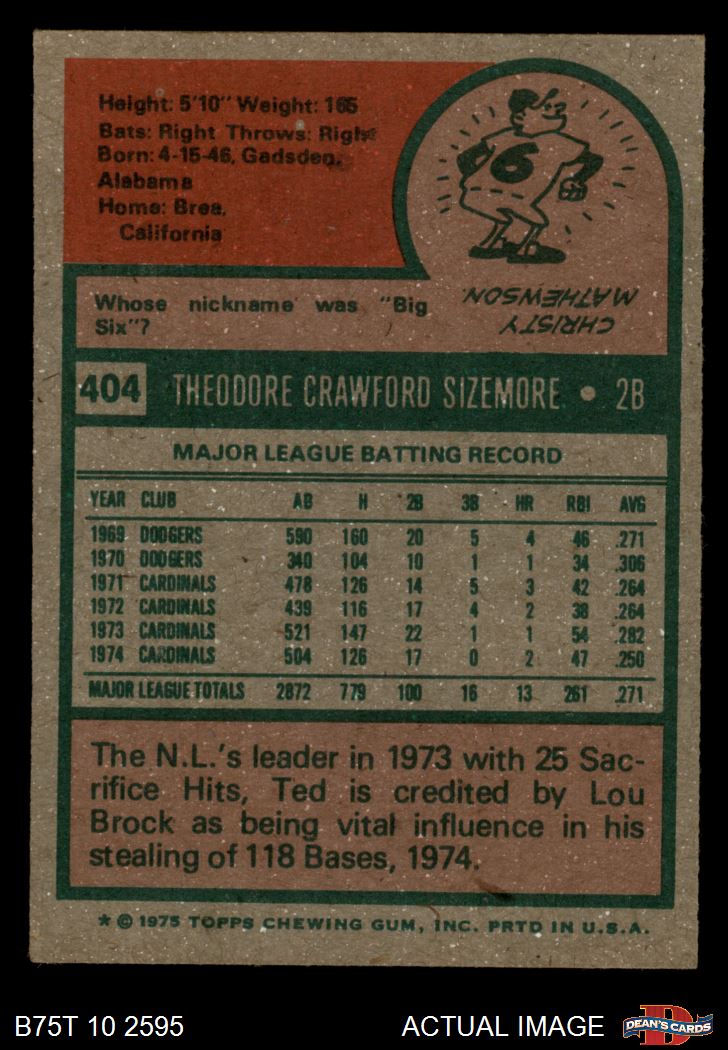 Height: 5'10" Weight: 165
Bats: Right Throws: Right
Born: 4-15-46, Gadsden,
Alabama
Home: Brea,
California
6
Whose nickname was "Big
Six"?
CHRISTY
MATHEWSON
404 THEODORE CRAWFORD SIZEMORE • 2B
MAJOR LEAGUE BATTING RECORD
YEAR CLUB AB H 2B 3B HR RBI AVG
1969 DODGERS 590 160 20 5 4 46 .271
1970 DODGERS 340 104 10 1 1 34 .306
1971 CARDINALS 478 126 14 5 3 42 .264
1972 CARDINALS 439 116 17 4 2 38 .264
1973 CARDINALS 521 147 22 1 1 54 .282
1974 CARDINALS 504 126 17 0 2 47 .250
MAJOR LEAGUE TOTALS 2872 779 100 16 13 261 .271
The N.L.'s leader in 1973 with 25 Sac-
rifice Hits, Ted is credited by Lou
Brock as being vital influence in his
stealing of 118 Bases, 1974.
* © 1975 TOPPS CHEWING GUM, INC. PRTD IN U.S.A.
B75T 10 2595 ACTUAL IMAGE
D
DEAN'S CARDS